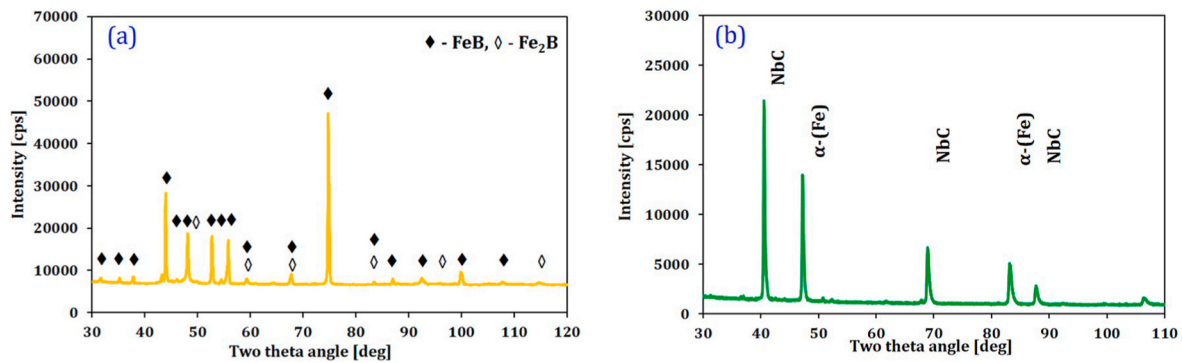 (a)
◆ - FeB, ◊ - Fe₂B
Intensity [cps]
70000
60000
50000
40000
30000
20000
10000
0
30 40 50 60 70 80 90 100 110 120
Two theta angle [deg]
(b)
NbC
α-(Fe)
NbC
α-(Fe)
NbC
Intensity [cps]
30000
25000
20000
15000
10000
5000
0
30 40 50 60 70 80 90 100 110
Two theta angle [deg]